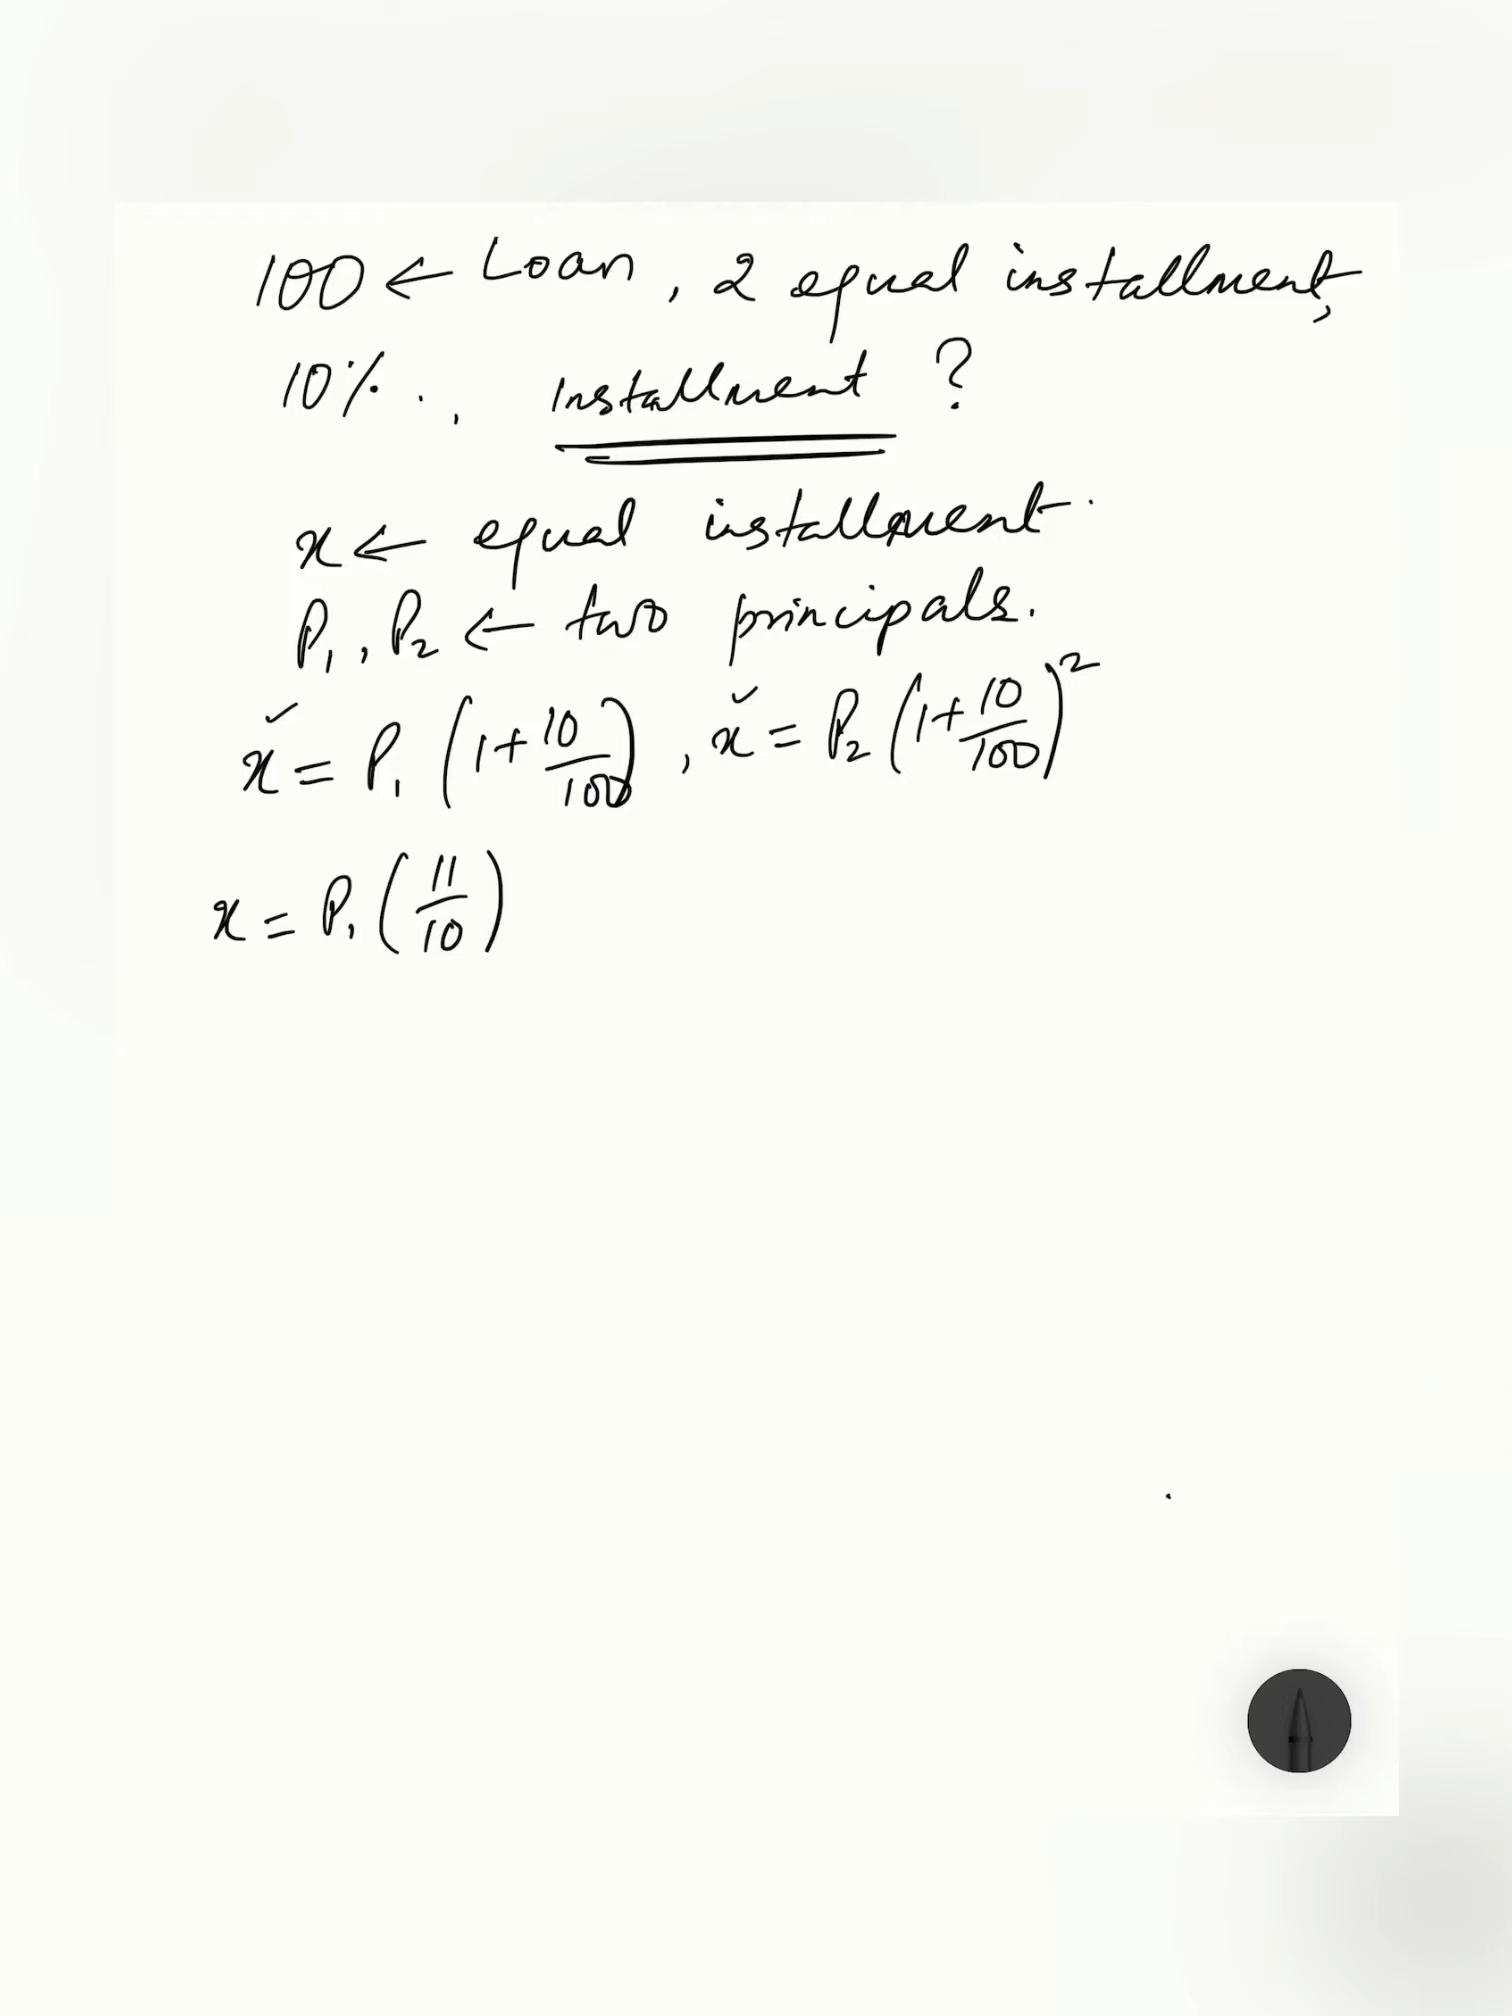 100 ← Loan, 2 equal installment,
10%., installment ?
x ← equal installment.
P₁, P₂ ← two principals.
x = P₁ (1 + 10/100), x = P₂ (1 + 10/100)²
x = P₁ (11/10)